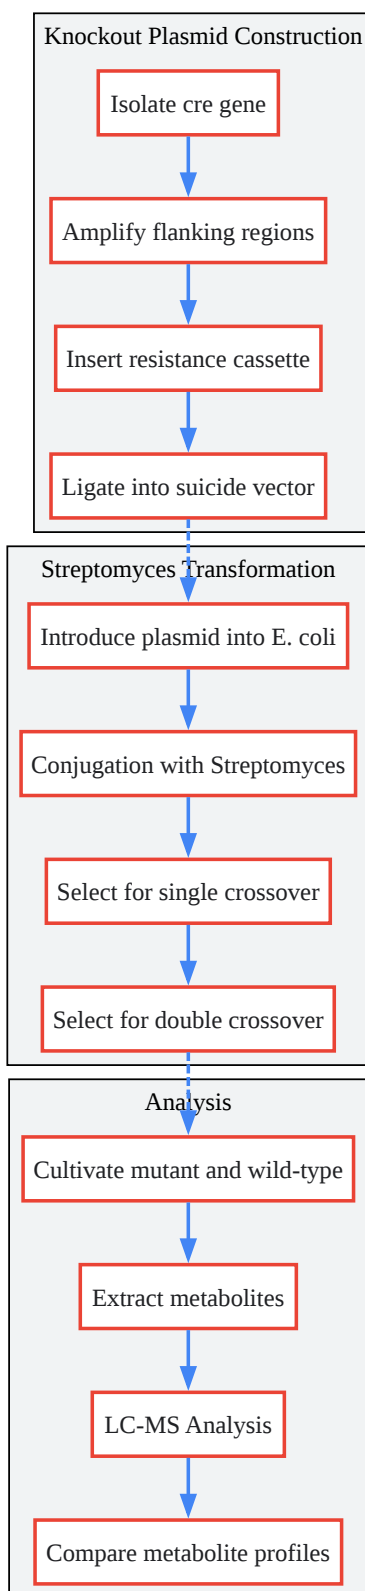 Knockout Plasmid Construction
Isolate cre gene
Amplify flanking regions
Insert resistance cassette
Ligate into suicide vector
Streptomyces Transformation
Introduce plasmid into E. coli
Conjugation with Streptomyces
Select for single crossover
Select for double crossover
Analysis
Cultivate mutant and wild-type
Extract metabolites
LC-MS Analysis
Compare metabolite profiles